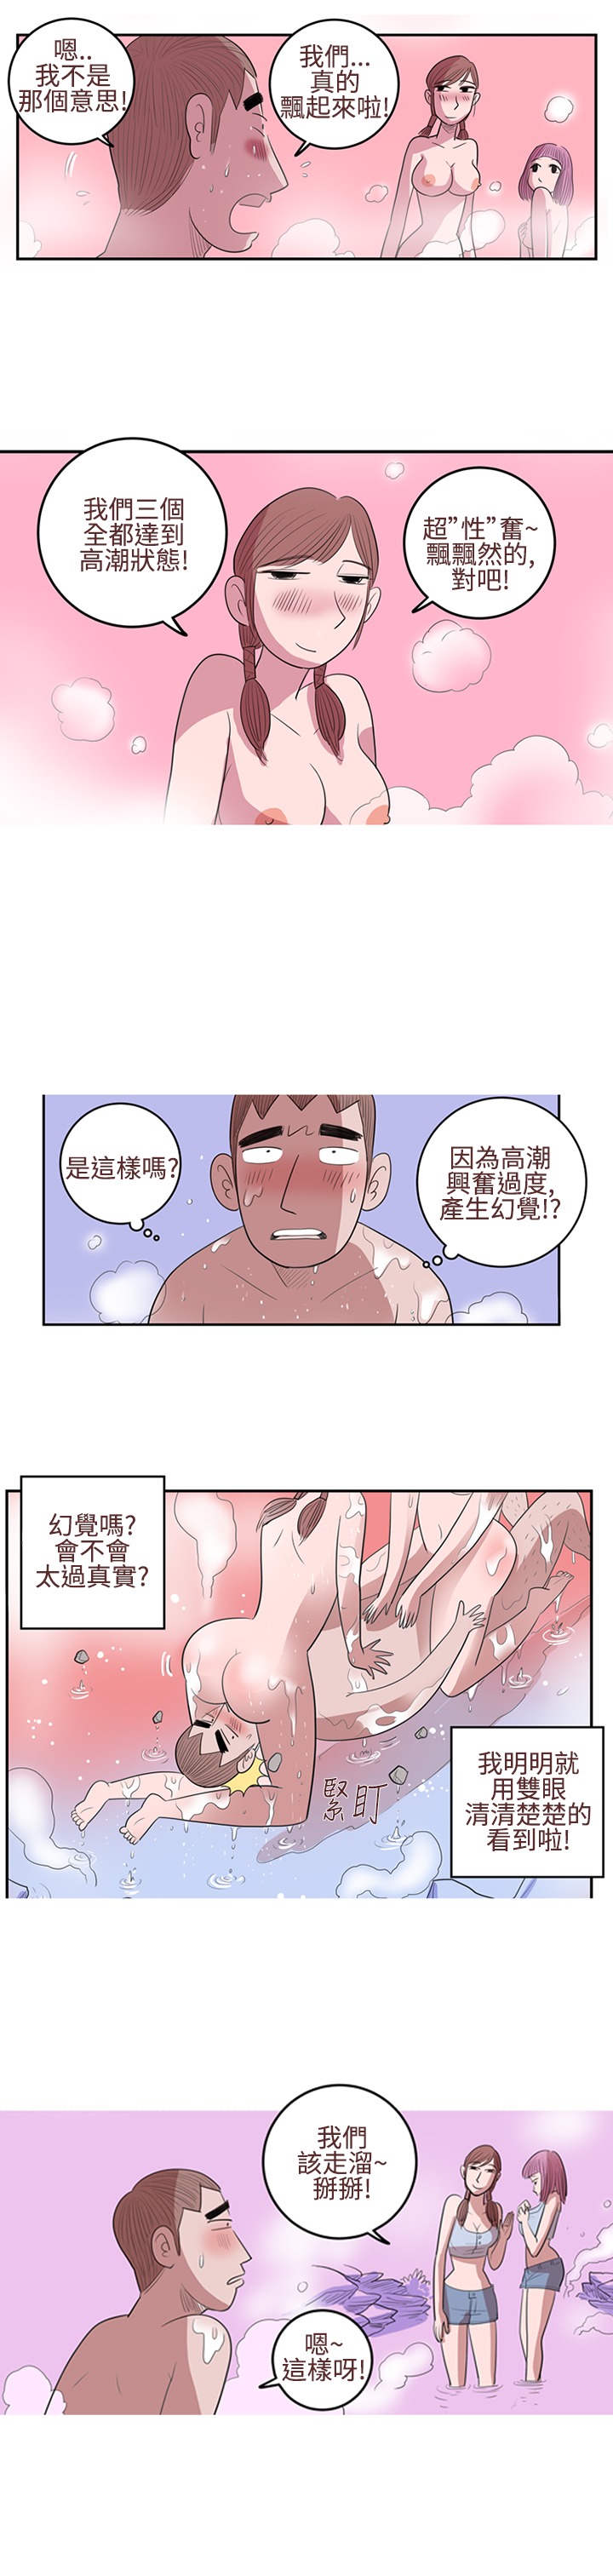 嗯..
我不是
那個意思!
我們...
真的
飄起來啦!
我們三個
全都達到
高潮狀態!
超”性”奮~
飄飄然的,
對吧!
是這樣嗎?
因為高潮
興奮過度,
產生幻覺!?
幻覺嗎?
會不會
太過真實?
緊盯
我明明就
用雙眼
清清楚楚的
看到啦!
我們
該走溜~
掰掰!
嗯~
這樣呀!